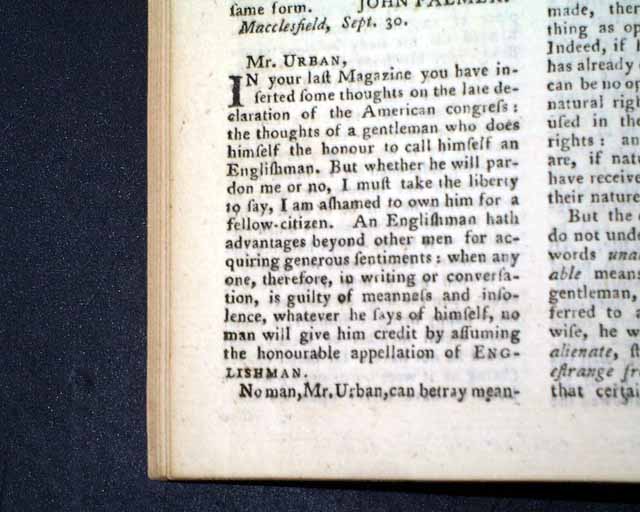 ſame form. JOHN PALMER.
Macclesfield, Sept. 30.
Mr. URBAN,
IN your laſt Magazine you have in-
ſerted ſome thoughts on the late de-
claration of the American congreſs:
the thoughts of a gentleman who does
himſelf the honour to call himſelf an
Engliſhman. But whether he will par-
don me or no, I muſt take the liberty
to ſay, I am aſhamed to own him for a
fellow-citizen. An Engliſhman hath
advantages beyond other men for ac-
quiring generous ſentiments: when any
one, therefore, in writing or converſa-
tion, is guilty of meanneſs and inſo-
lence, whatever he ſays of himſelf, no
man will give him credit by aſſuming
the honourable appellation of ENG-
LISHMAN.
No man, Mr. Urban, can betray mean-
made, ther
thing as op
Indeed, if
has already
can be no op
natural rig
uſed in the
rights: an
are, if natu
have receive
their nature
But the
do not unde
words una
able means
gentleman,
ferred to a
wiſe, he w
alienate, ſt
eſtrange fr
that certai